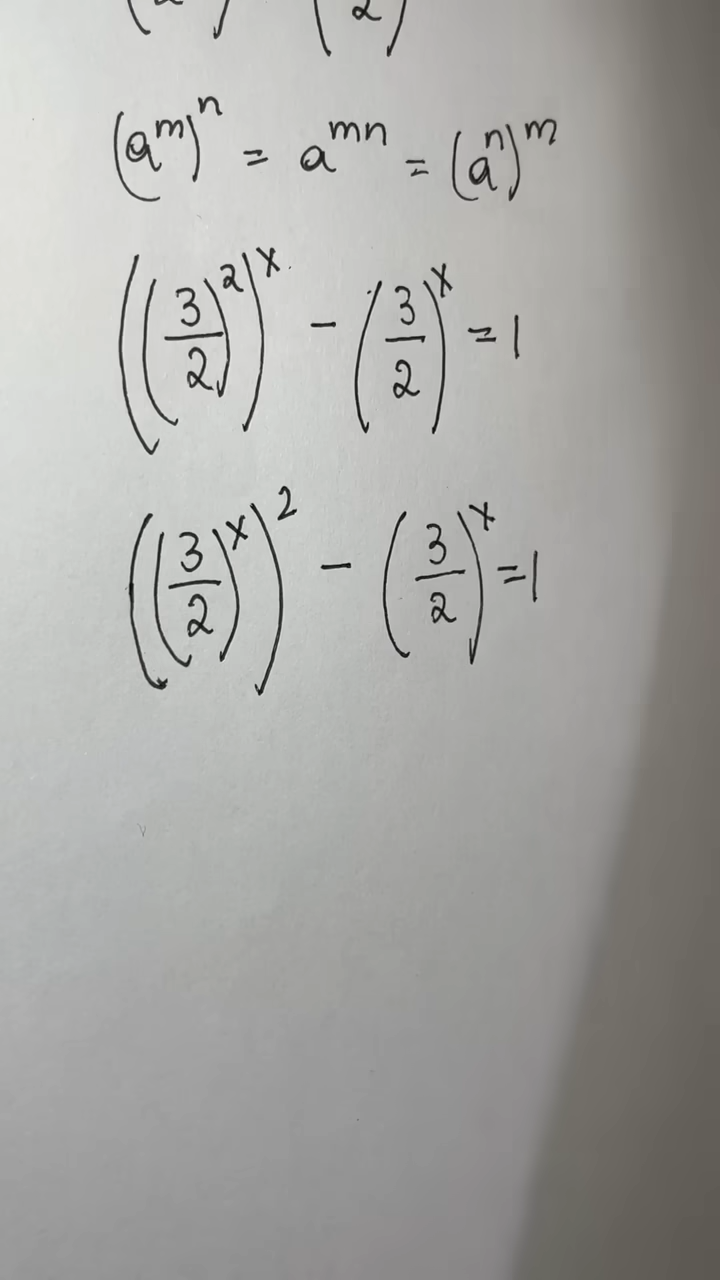 (a^m)^n = a^{mn} = (a^n)^m
((3/2)^2)^x - (3/2)^x = 1
((3/2)^x)^2 - (3/2)^x = 1